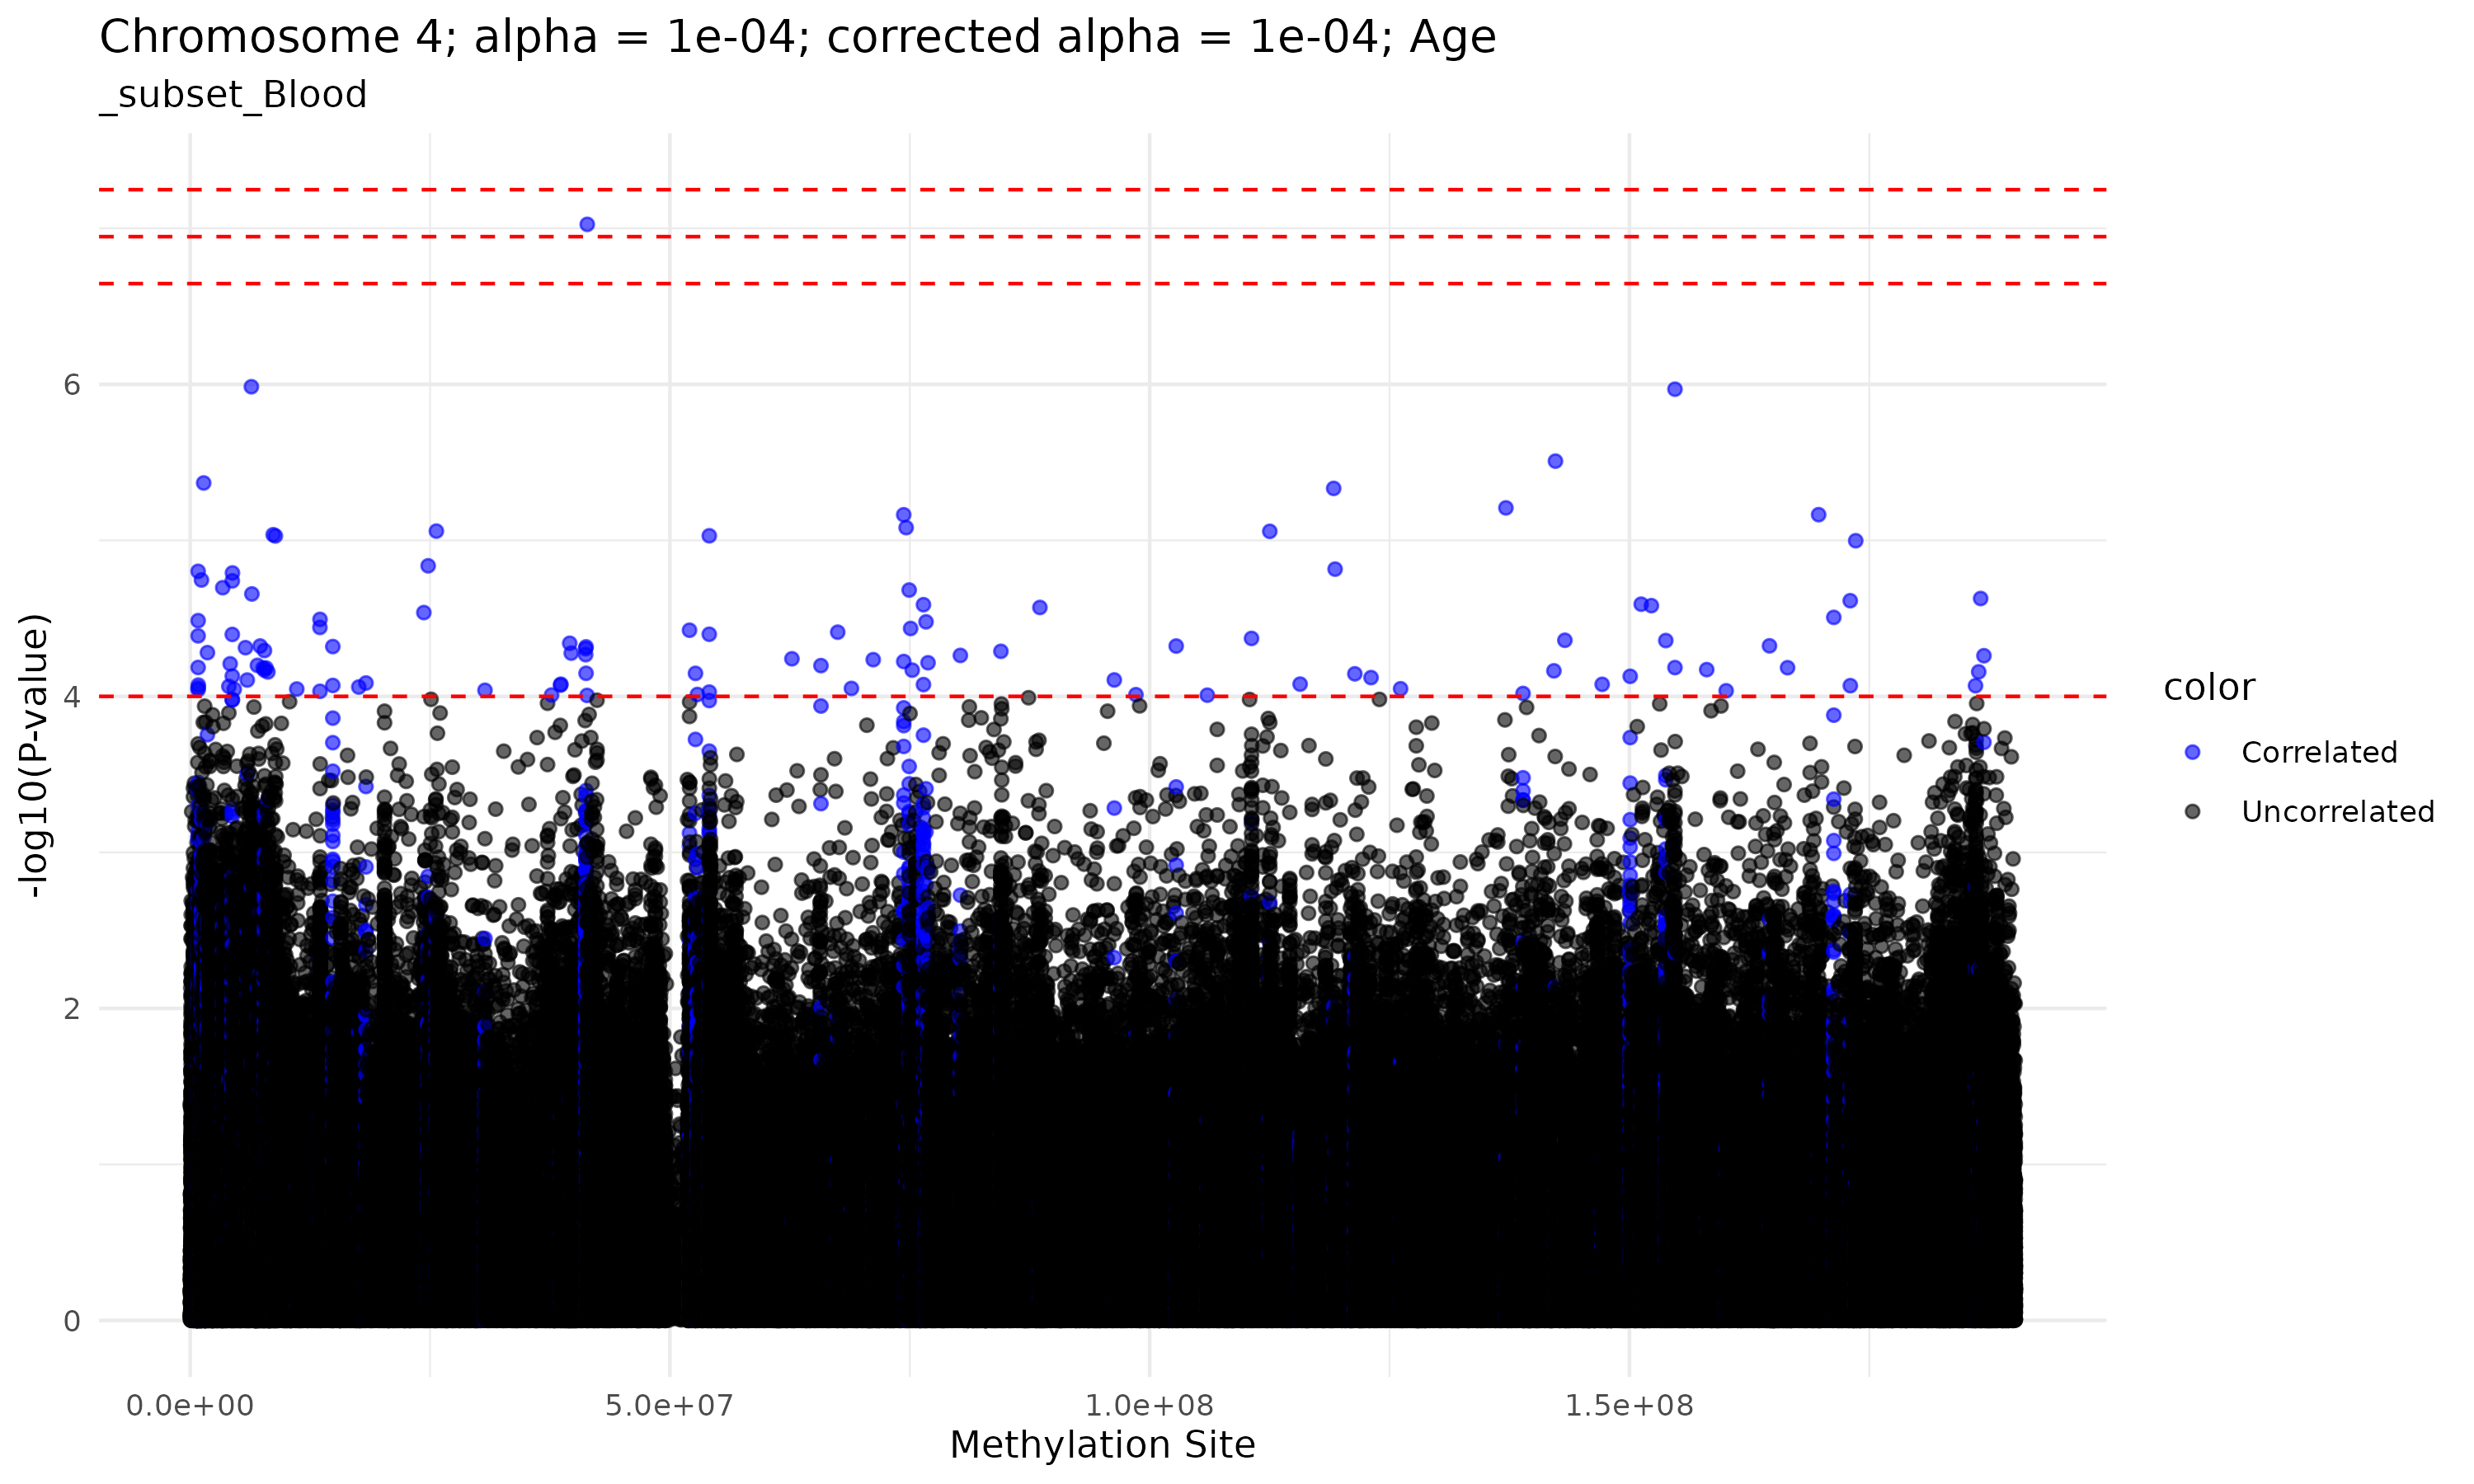 Chromosome 4; alpha = 1e-04; corrected alpha = 1e-04; Age
_subset_Blood
-log10(P-value)
6
4
2
0
0.0e+00
5.0e+07
1.0e+08
1.5e+08
Methylation Site
color
Correlated
Uncorrelated